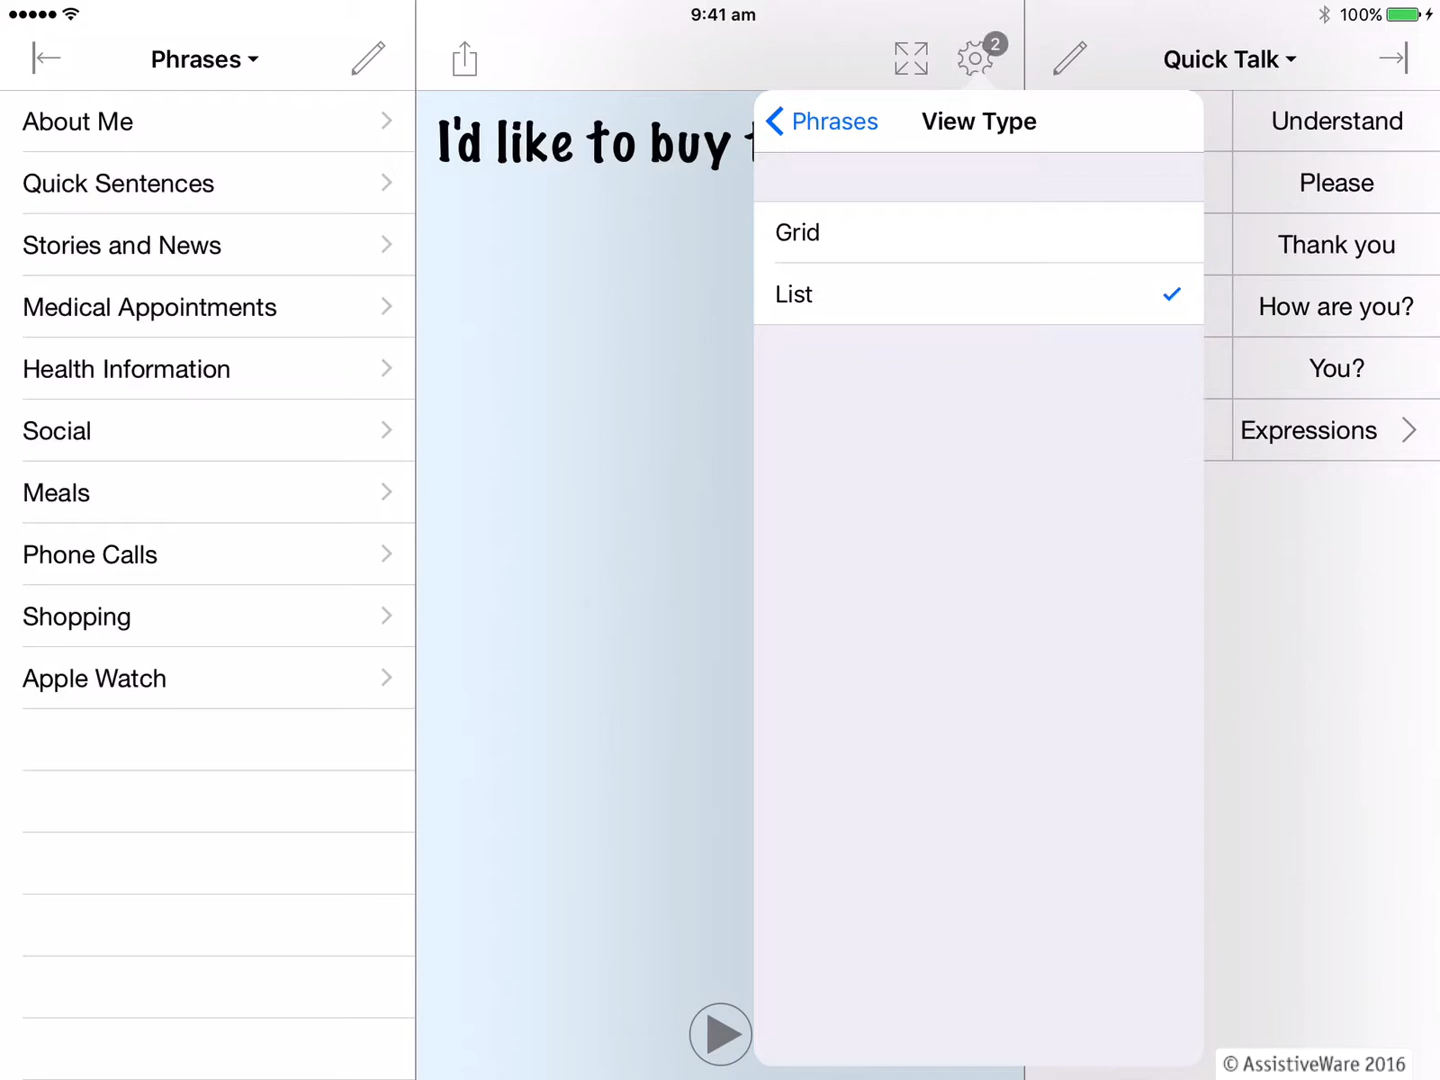 9:41 am
100%
Phrases
2
Quick Talk
About Me
Quick Sentences
Stories and News
Medical Appointments
Health Information
Social
Meals
Phone Calls
Shopping
Apple Watch
I'd like to buy
Phrases
View Type
Grid
List
Understand
Please
Thank you
How are you?
You?
Expressions
© AssistiveWare 2016